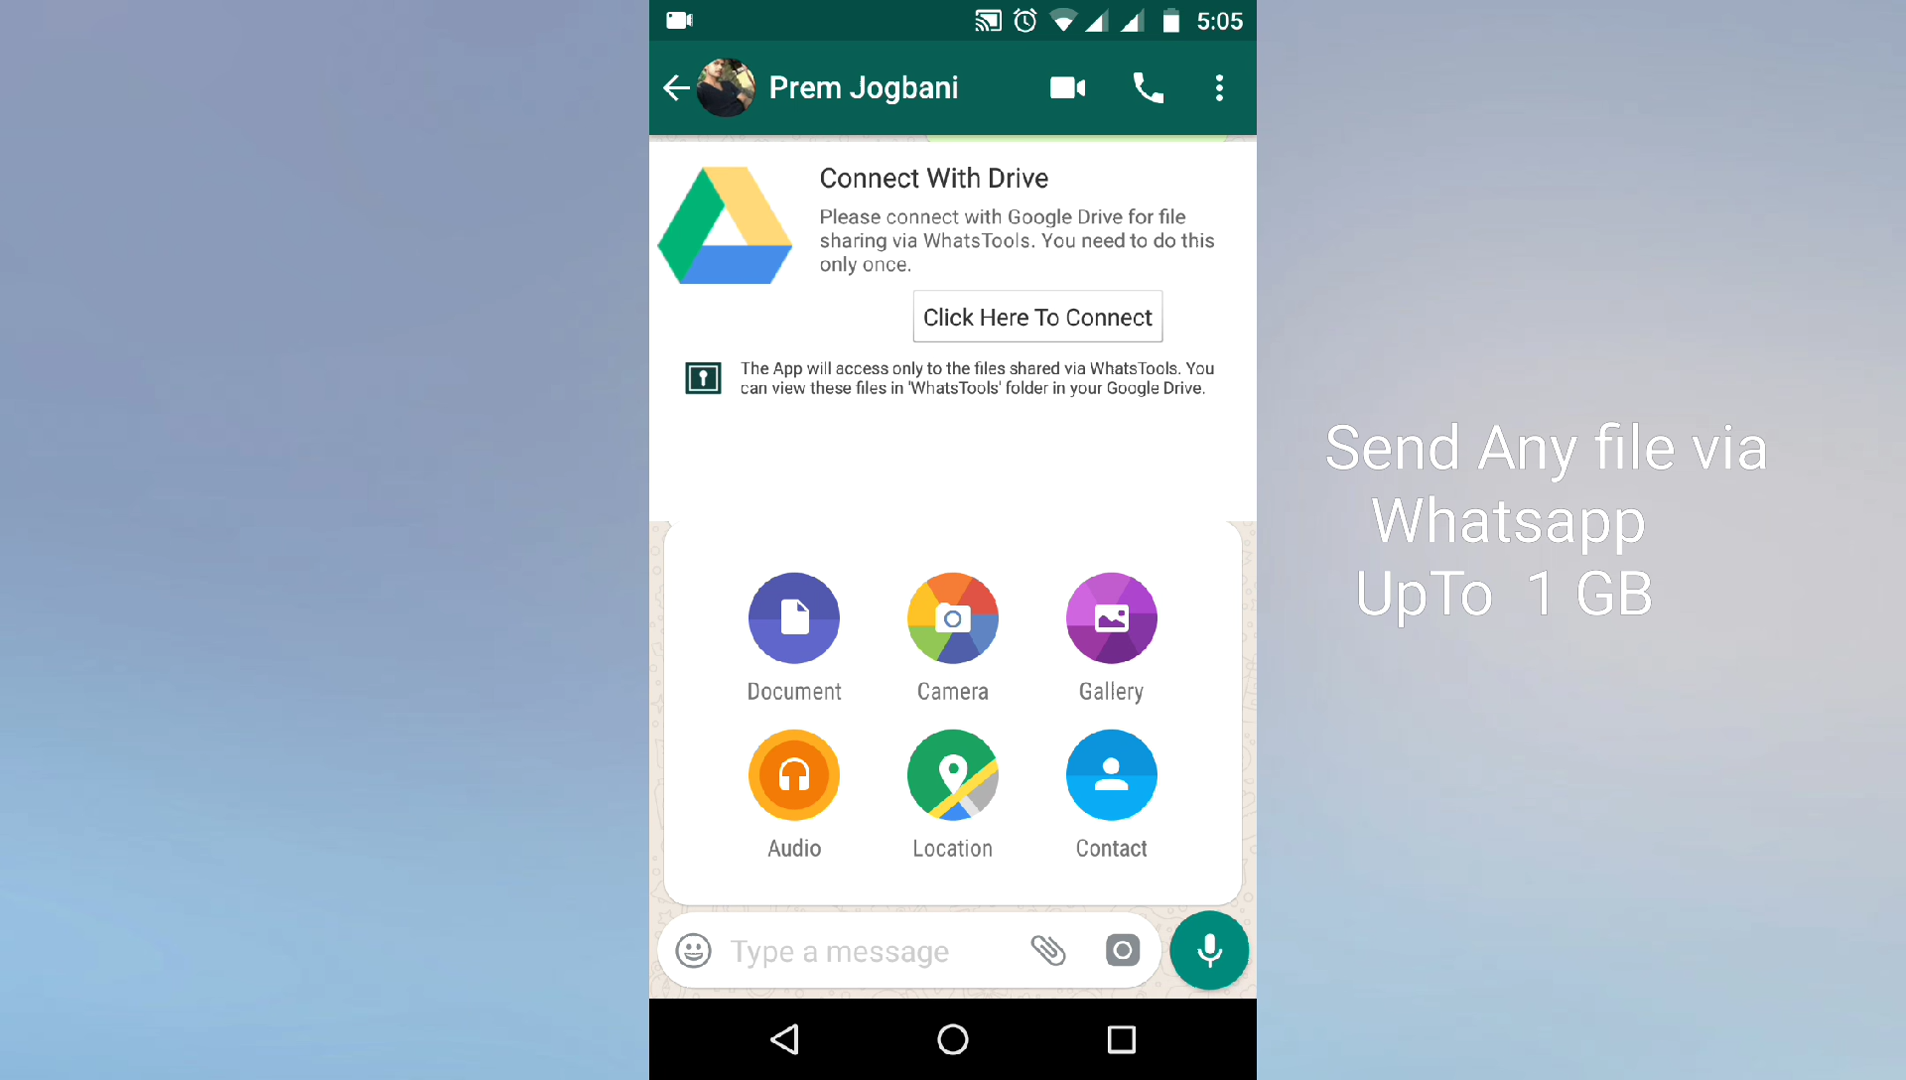 5:05
Prem Jogbani
Connect With Drive
Please connect with Google Drive for file
sharing via WhatsTools. You need to do this
only once.
Click Here To Connect
The App will access only to the files shared via WhatsTools. You
can view these files in 'WhatsTools' folder in your Google Drive.
Send Any file via
Whatsapp
UpTo 1 GB
Document
Camera
Gallery
Audio
Location
Contact
Type a message